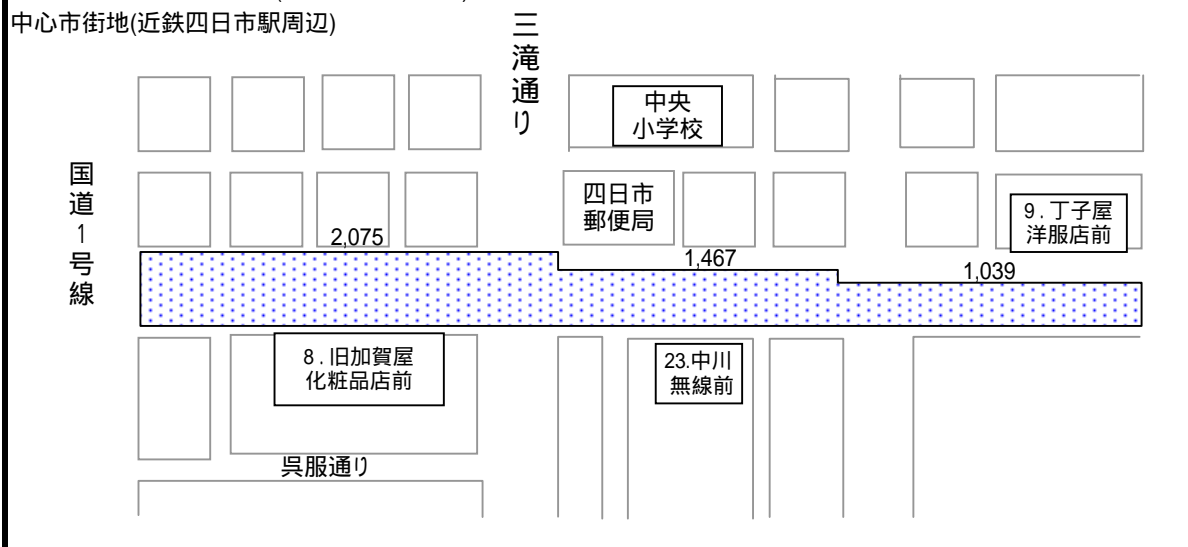 中心市街地(近鉄四日市駅周辺)
三滝通り
中央
小学校
国道1号線
四日市
郵便局
9.丁子屋
洋服店前
2,075
1,467
1,039
8.旧加賀屋
化粧品店前
23.中川
無線前
呉服通り